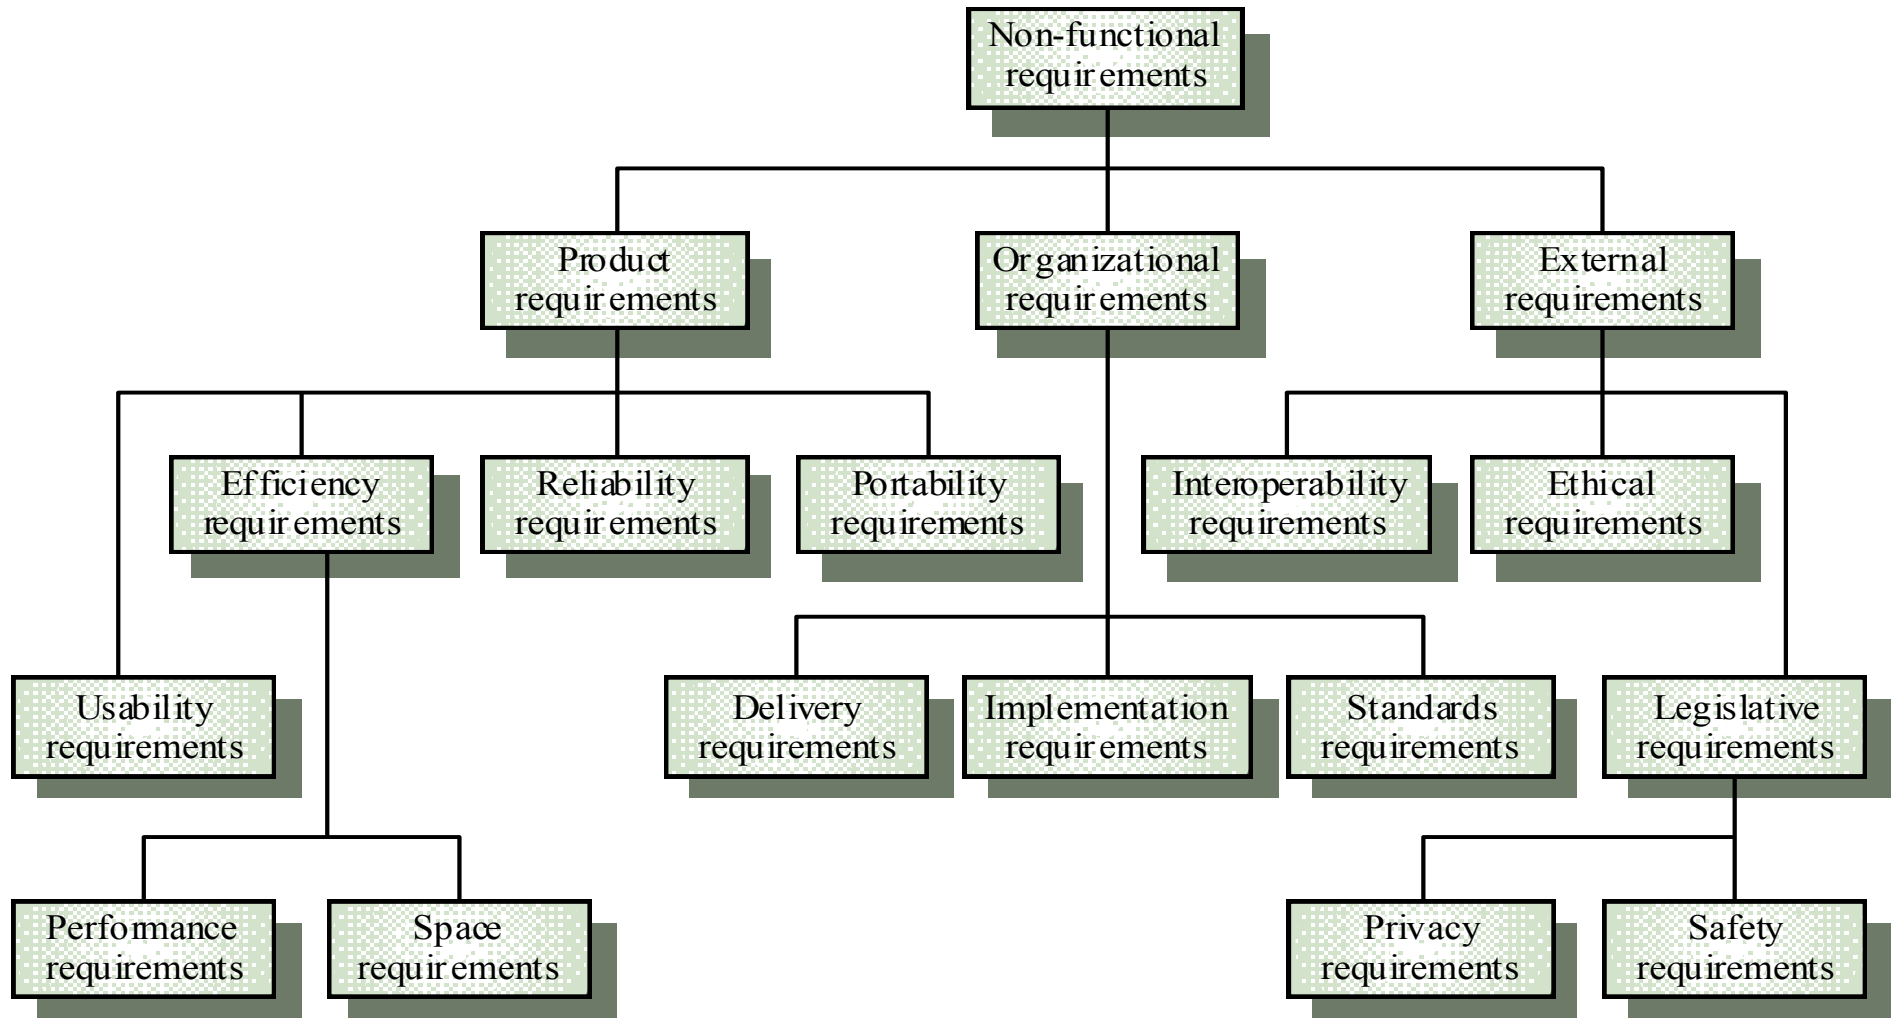 Non-functional
requirements
Product
requirements
Organizational
requirements
External
requirements
Efficiency
requirements
Reliability
requirements
Portability
requirements
Interoperability
requirements
Ethical
requirements
Usability
requirements
Delivery
requirements
Implementation
requirements
Standards
requirements
Legislative
requirements
Performance
requirements
Space
requirements
Privacy
requirements
Safety
requirements